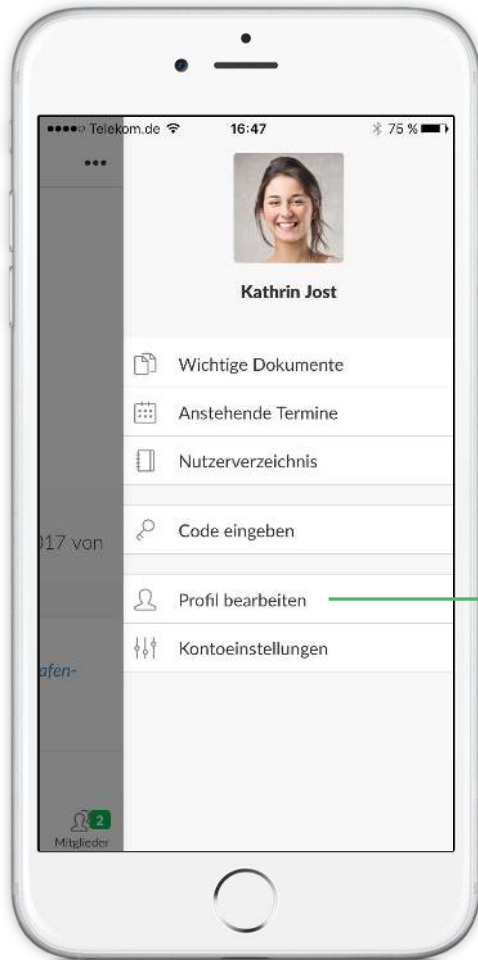 Telekom.de 16:47 75 %
Kathrin Jost
Wichtige Dokumente
Anstehende Termine
Nutzerverzeichnis
017 von
Code eingeben
Profil bearbeiten
Kontoeinstellungen
afen-
2
Mitglieder